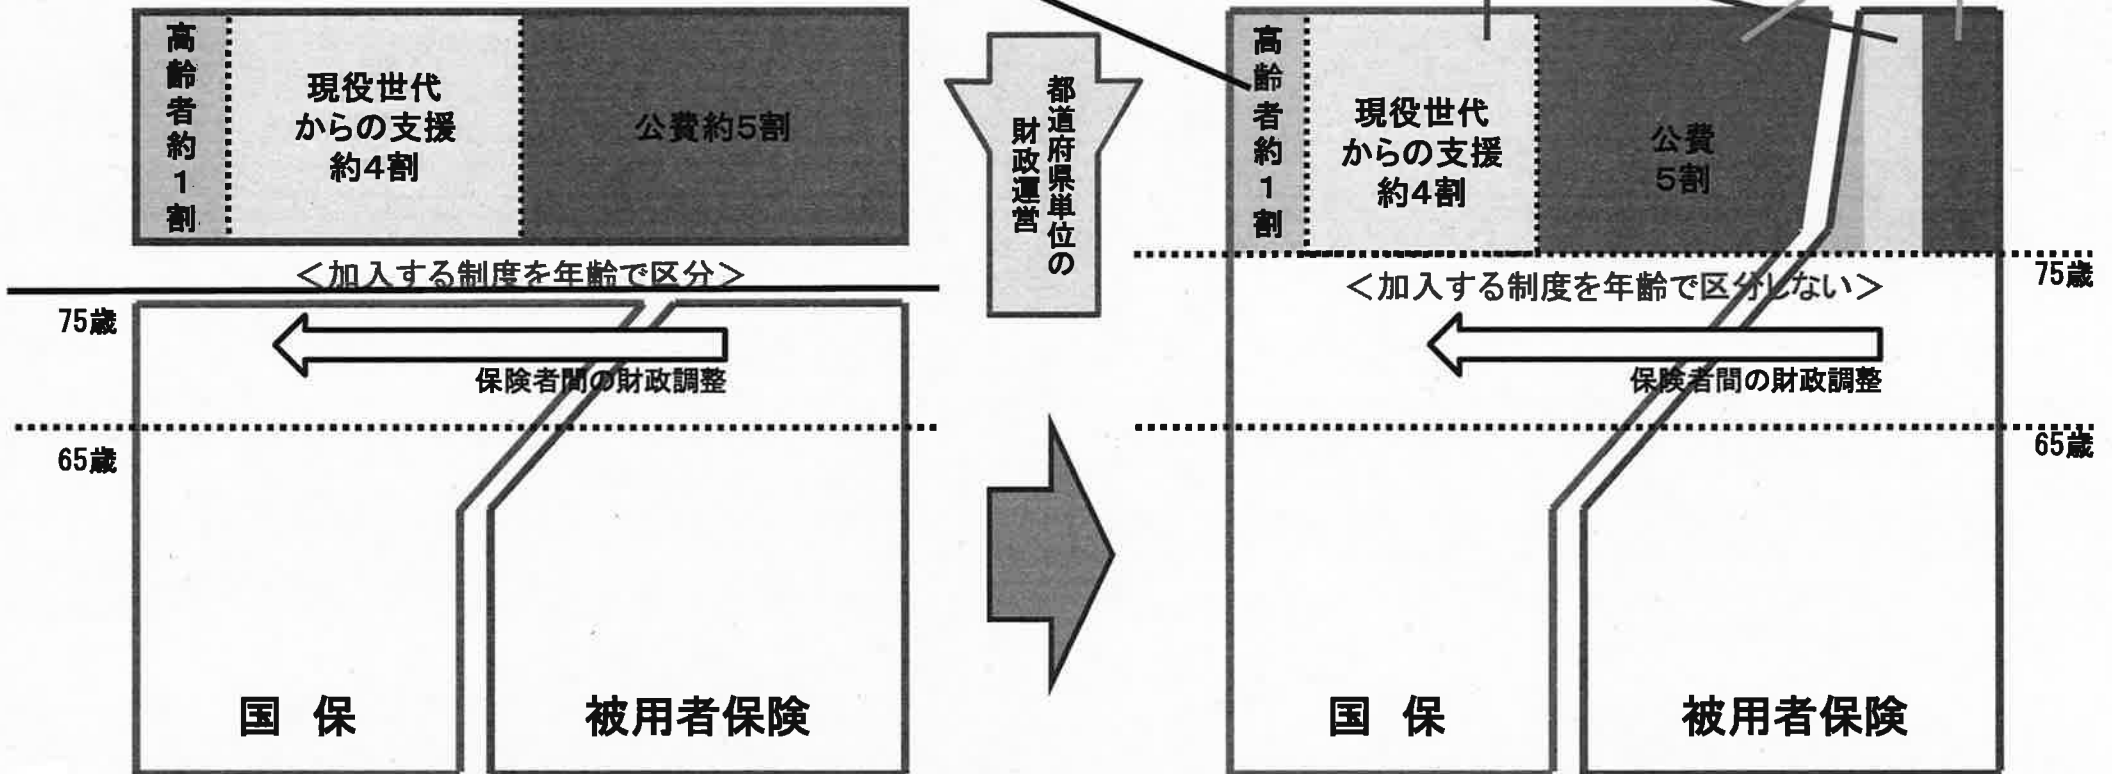 高齢者約1割
現役世代
からの支援
約4割
公費約5割
<加入する制度を年齢で区分>
75歳
保険者間の財政調整
65歳
国 保
被用者保険
都道府県単位の
財政運営
高齢者約1割
現役世代
からの支援
約4割
公費
5割
75歳
<加入する制度を年齢で区分しない>
保険者間の財政調整
65歳
国 保
被用者保険